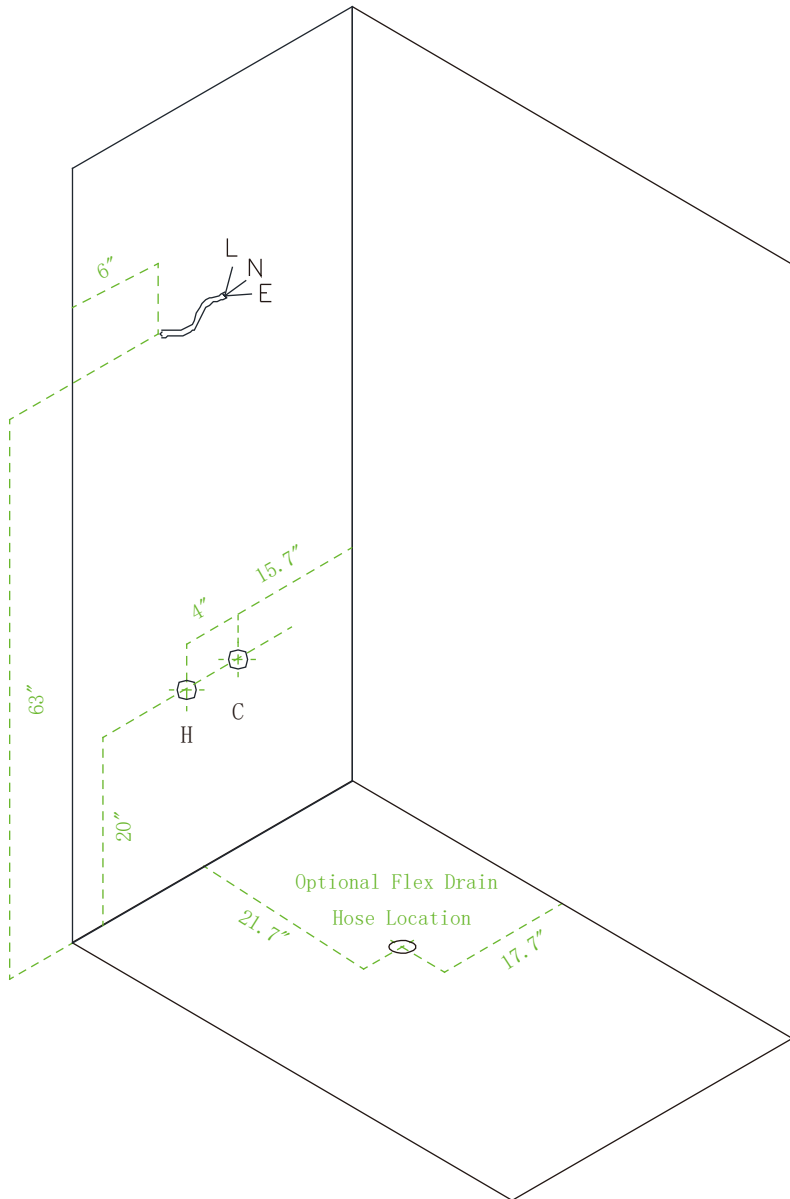 L
N
E
6″
15.7″
4″
63″
C
H
20″
Optional Flex Drain
Hose Location
21.7″
17.7″